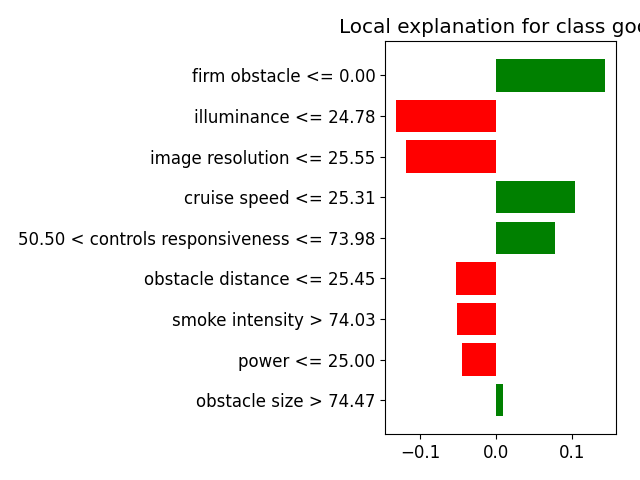 Local explanation for class goo
firm obstacle <= 0.00
illuminance <= 24.78
image resolution <= 25.55
cruise speed <= 25.31
50.50 < controls responsiveness <= 73.98
obstacle distance <= 25.45
smoke intensity > 74.03
power <= 25.00
obstacle size > 74.47
−0.1 0.0 0.1